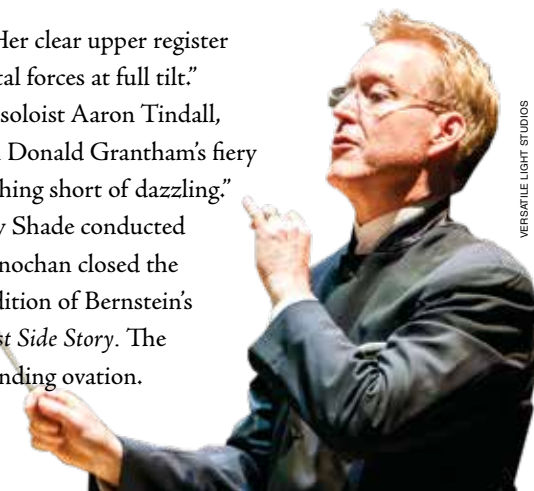 Her clear upper register
tal forces at full tilt.”
soloist Aaron Tindall,
Donald Grantham’s fiery
thing short of dazzling.”
y Shade conducted
nochan closed the
dition of Bernstein’s
st Side Story. The
nding ovation.
VERSATILE LIGHT STUDIOS